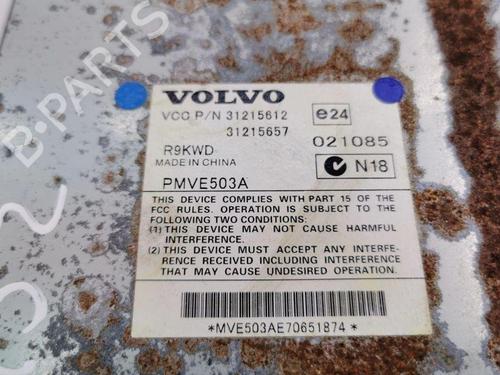 B-PARTS
VOLVO
VCC P/N 31215612
31215657
e24
021085
R9KWD
MADE IN CHINA
N18
PMVE503A
THIS DEVICE COMPLIES WITH PART 15 OF THE
FCC RULES. OPERATION IS SUBJECT TO THE
FOLLOWING TWO CONDITIONS:
(1) THIS DEVICE MAY NOT CAUSE HARMFUL
INTERFERENCE.
(2) THIS DEVICE MUST ACCEPT ANY INTERFE-
RENCE RECEIVED INCLUDING INTERFERENCE
THAT MAY CAUSE UNDESIRED OPERATION.
*MVE503AE70651874*